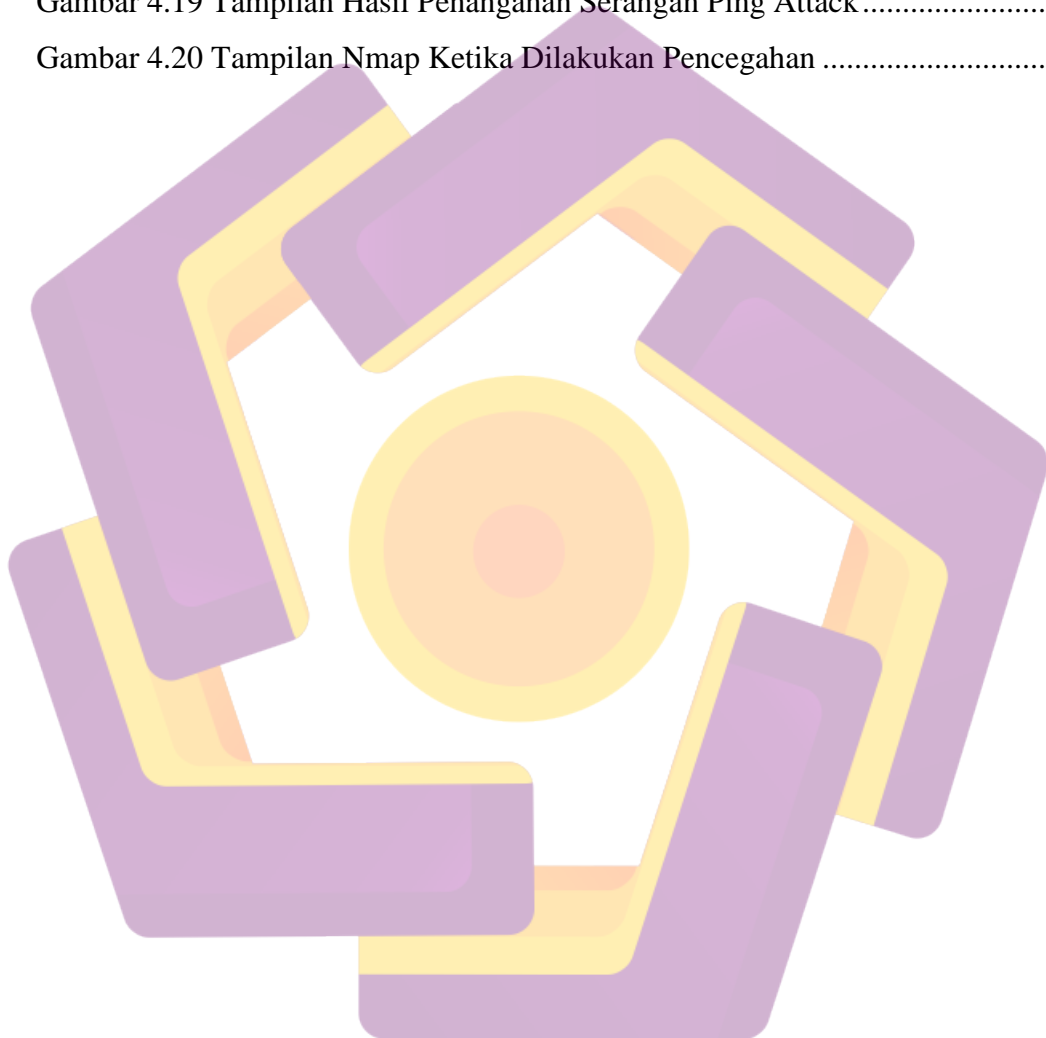 Gambar 4.19 Tampilan Hasil Penanganan Serangan Ping Attack.......................
Gambar 4.20 Tampilan Nmap Ketika Dilakukan Pencegahan ............................